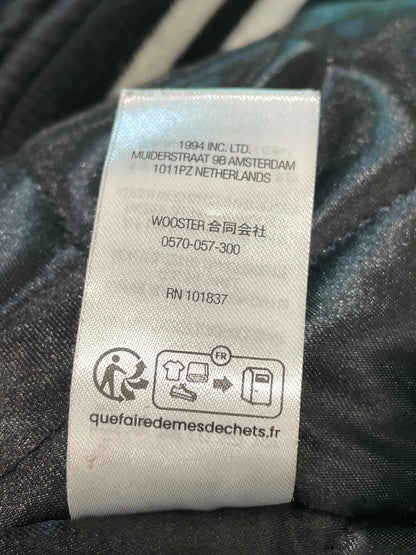 1994 INC. LTD.
MUIDERSTRAAT 9B AMSTERDAM
1011PZ NETHERLANDS
WOOSTER 合同会社
0570-057-300
RN 101837
FR
quefairedemesdechets.fr